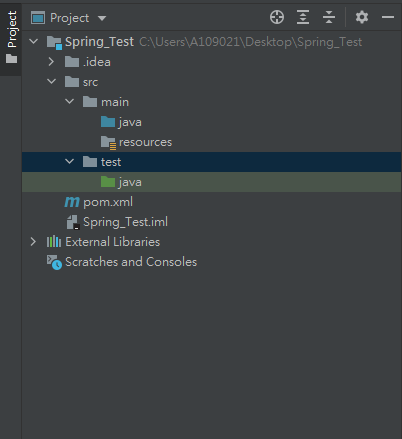 Project
Project
Spring_Test C:\Users\A109021\Desktop\Spring_Test
.idea
src
main
java
resources
test
java
pom.xml
Spring_Test.iml
External Libraries
Scratches and Consoles